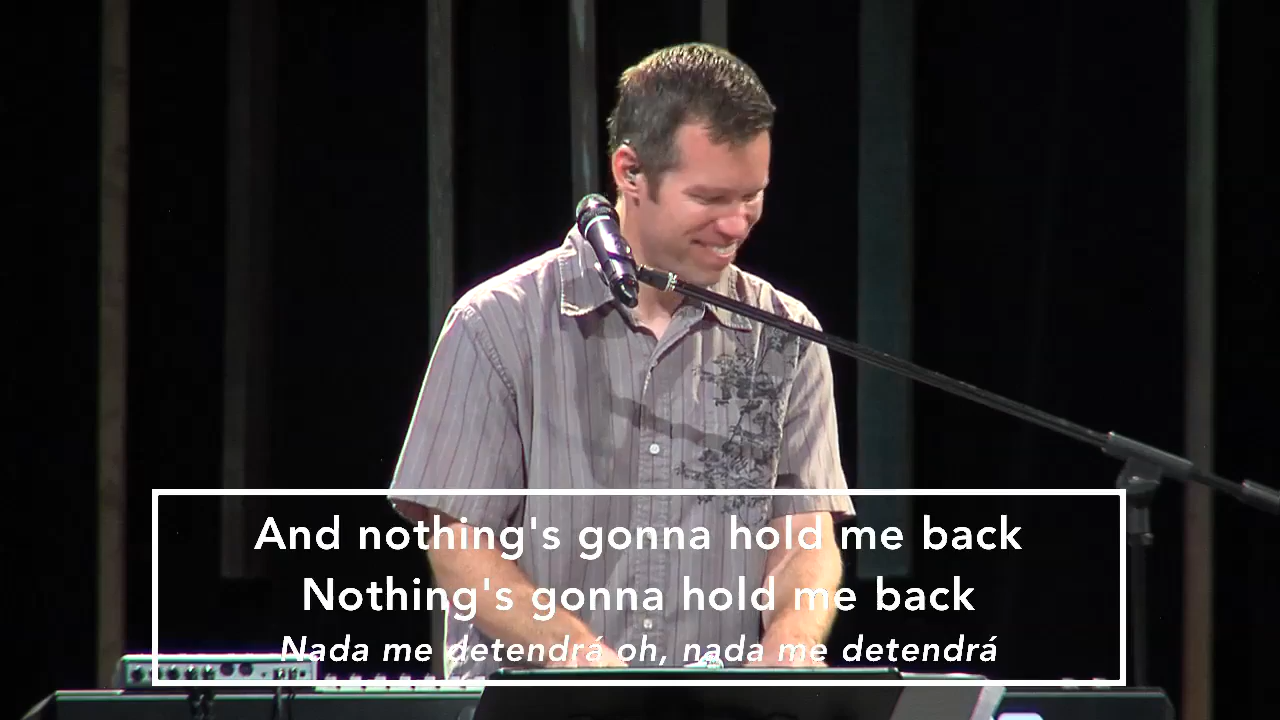 And nothing's gonna hold me back
Nothing's gonna hold me back
Nada me detendrá oh, nada me detendrá